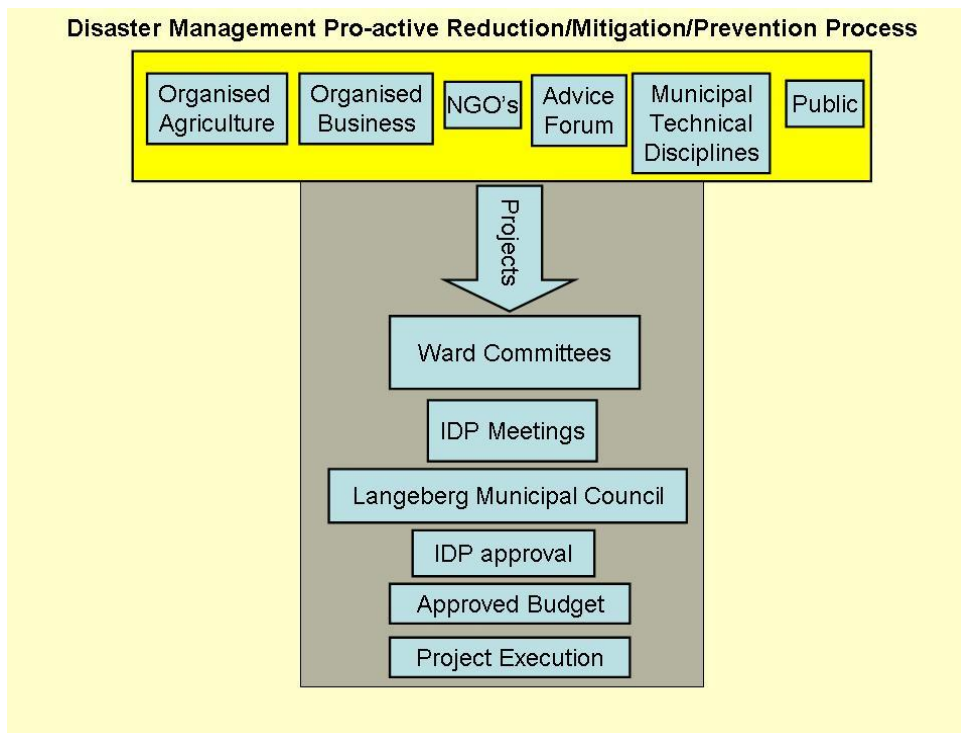 Disaster Management Pro-active Reduction/Mitigation/Prevention Process
Organised
Agriculture
Organised
Business
NGO's
Advice
Forum
Municipal
Technical
Disciplines
Public
Projects
Ward Committees
IDP Meetings
Langeberg Municipal Council
IDP approval
Approved Budget
Project Execution